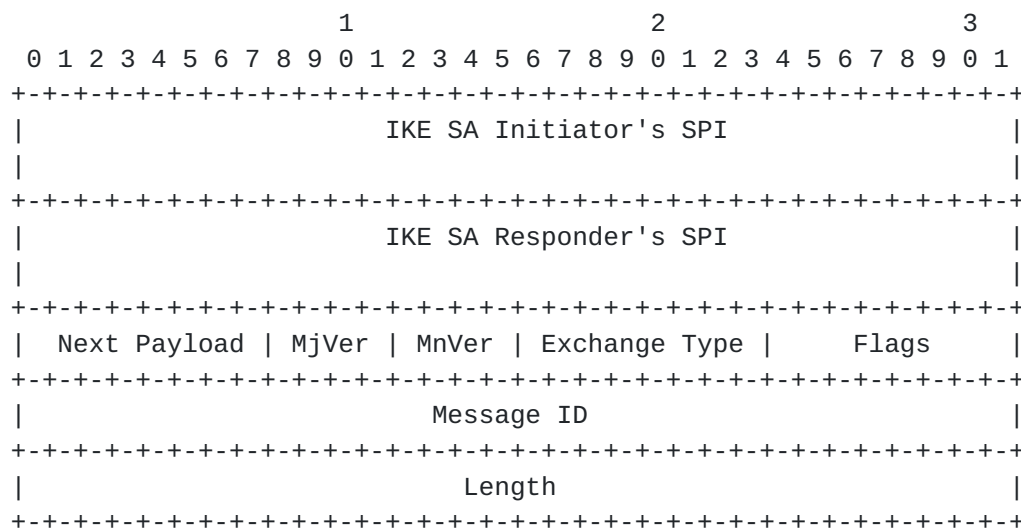 1                   2                   3
 0 1 2 3 4 5 6 7 8 9 0 1 2 3 4 5 6 7 8 9 0 1 2 3 4 5 6 7 8 9 0 1
+-+-+-+-+-+-+-+-+-+-+-+-+-+-+-+-+-+-+-+-+-+-+-+-+-+-+-+-+-+-+-+-+
|                       IKE SA Initiator's SPI                  |
|                                                               |
+-+-+-+-+-+-+-+-+-+-+-+-+-+-+-+-+-+-+-+-+-+-+-+-+-+-+-+-+-+-+-+-+
|                       IKE SA Responder's SPI                  |
|                                                               |
+-+-+-+-+-+-+-+-+-+-+-+-+-+-+-+-+-+-+-+-+-+-+-+-+-+-+-+-+-+-+-+-+
|  Next Payload | MjVer | MnVer | Exchange Type |     Flags     |
+-+-+-+-+-+-+-+-+-+-+-+-+-+-+-+-+-+-+-+-+-+-+-+-+-+-+-+-+-+-+-+-+
|                          Message ID                           |
+-+-+-+-+-+-+-+-+-+-+-+-+-+-+-+-+-+-+-+-+-+-+-+-+-+-+-+-+-+-+-+-+
|                            Length                             |
+-+-+-+-+-+-+-+-+-+-+-+-+-+-+-+-+-+-+-+-+-+-+-+-+-+-+-+-+-+-+-+-+